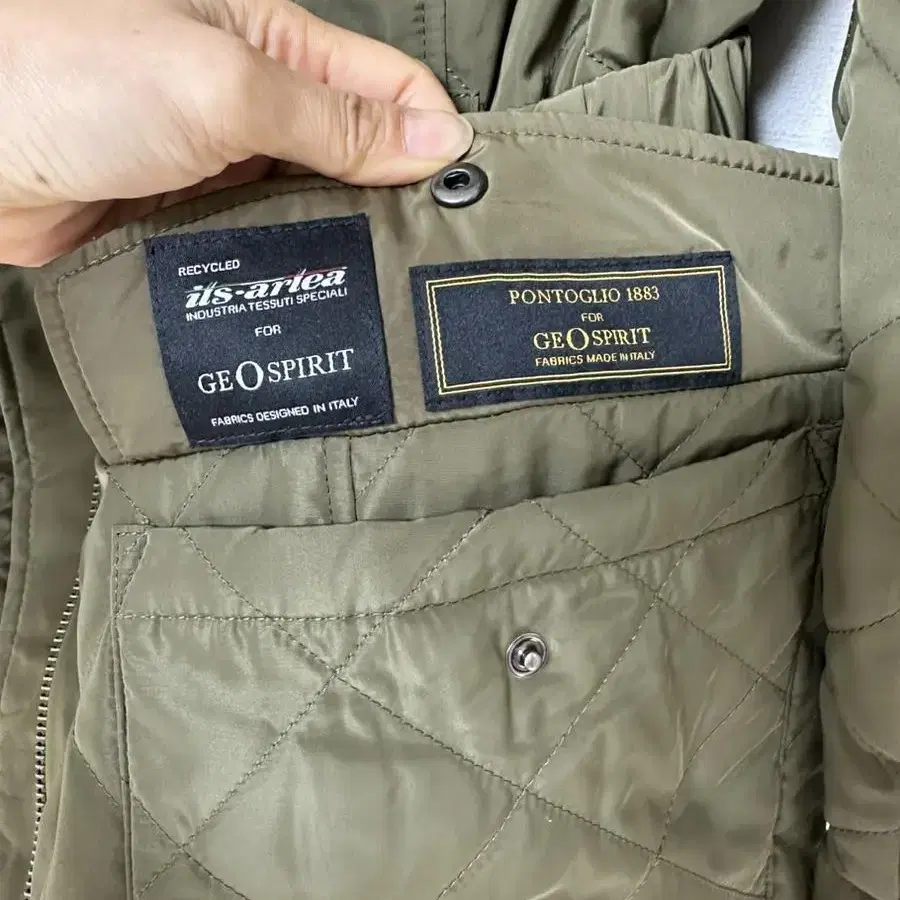 RECYCLED
its-artea
INDUSTRIA TESSUTI SPECIALI
FOR
GEOSPIRIT
FABRICS DESIGNED IN ITALY
PONTOGLIO 1883
FOR
GEOSPIRIT
FABRICS MADE IN ITALY